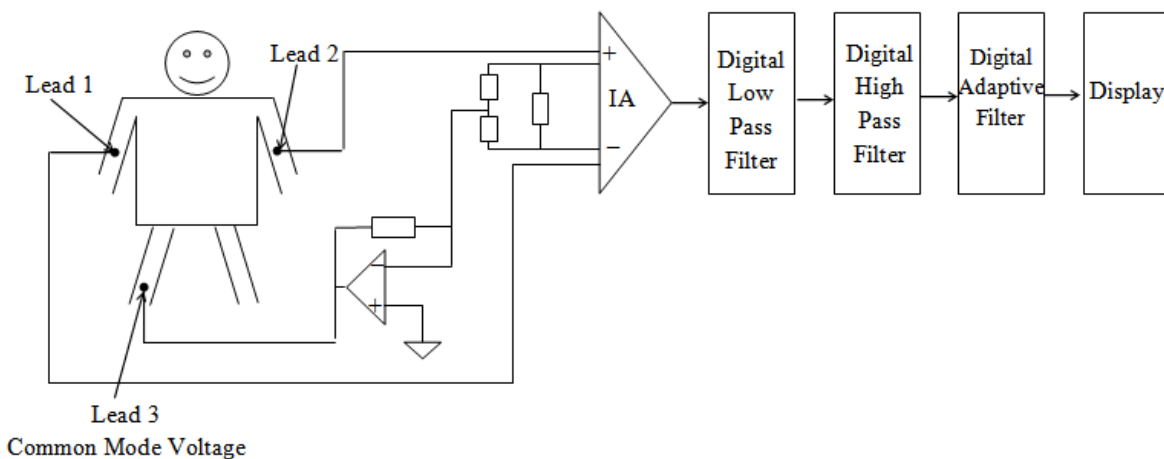 Lead 1
Lead 2
+
IA
−
Digital
Low
Pass
Filter
Digital
High
Pass
Filter
Digital
Adaptive
Filter
Display
−
+
Lead 3
Common Mode Voltage